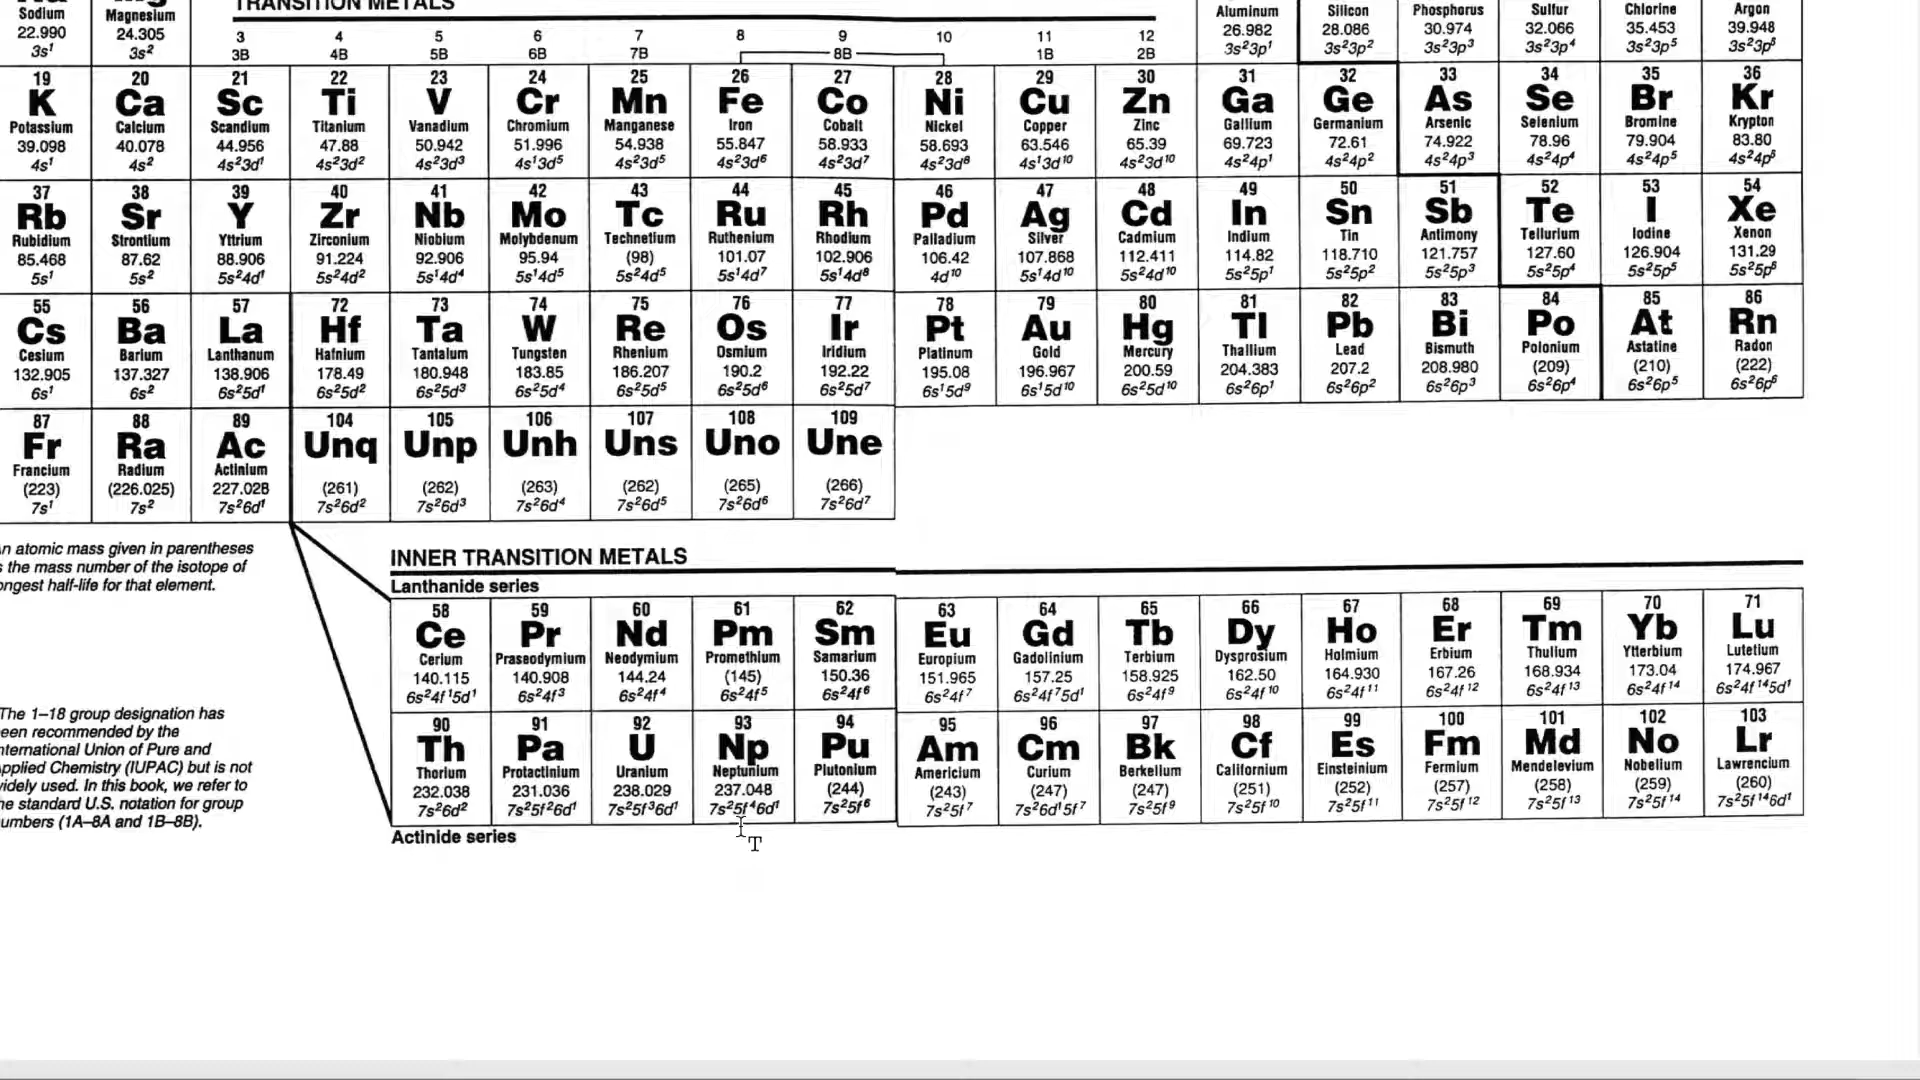 TRANSITION METALS
Sodium Magnesium Aluminum Silicon Phosphorus Sulfur Chlorine Argon
22.990 24.305 26.982 28.086 30.974 32.066 35.453 39.948
3s¹ 3s² 3s²3p¹ 3s²3p² 3s²3p³ 3s²3p⁴ 3s²3p⁵ 3s²3p⁶
3 4 5 6 7 8 9 10 11 12
3B 4B 5B 6B 7B 8B 1B 2B
19 20 21 22 23 24 25 26 27 28 29 30 31 32 33 34 35 36
K Ca Sc Ti V Cr Mn Fe Co Ni Cu Zn Ga Ge As Se Br Kr
Potassium Calcium Scandium Titanium Vanadium Chromium Manganese Iron Cobalt Nickel Copper Zinc Gallium Germanium Arsenic Selenium Bromine Krypton
39.098 40.078 44.956 47.88 50.942 51.996 54.938 55.847 58.933 58.693 63.546 65.39 69.723 72.61 74.922 78.96 79.904 83.80
4s¹ 4s² 4s²3d¹ 4s²3d² 4s²3d³ 4s¹3d⁵ 4s²3d⁵ 4s²3d⁶ 4s²3d⁷ 4s²3d⁸ 4s¹3d¹⁰ 4s²3d¹⁰ 4s²4p¹ 4s²4p² 4s²4p³ 4s²4p⁴ 4s²4p⁵ 4s²4p⁶
37 38 39 40 41 42 43 44 45 46 47 48 49 50 51 52 53 54
Rb Sr Y Zr Nb Mo Tc Ru Rh Pd Ag Cd In Sn Sb Te I Xe
Rubidium Strontium Yttrium Zirconium Niobium Molybdenum Technetium Ruthenium Rhodium Palladium Silver Cadmium Indium Tin Antimony Tellurium Iodine Xenon
85.468 87.62 88.906 91.224 92.906 95.94 (98) 101.07 102.906 106.42 107.868 112.411 114.82 118.710 121.757 127.60 126.904 131.29
5s¹ 5s² 5s²4d¹ 5s²4d² 5s¹4d⁴ 5s¹4d⁵ 5s²4d⁵ 5s¹4d⁷ 5s¹4d⁸ 4d¹⁰ 5s¹4d¹⁰ 5s²4d¹⁰ 5s²5p¹ 5s²5p² 5s²5p³ 5s²5p⁴ 5s²5p⁵ 5s²5p⁶
55 56 57 72 73 74 75 76 77 78 79 80 81 82 83 84 85 86
Cs Ba La Hf Ta W Re Os Ir Pt Au Hg Tl Pb Bi Po At Rn
Cesium Barium Lanthanum Hafnium Tantalum Tungsten Rhenium Osmium Iridium Platinum Gold Mercury Thallium Lead Bismuth Polonium Astatine Radon
132.905 137.327 138.906 178.49 180.948 183.85 186.207 190.2 192.22 195.08 196.967 200.59 204.383 207.2 208.980 (209) (210) (222)
6s¹ 6s² 6s²5d¹ 6s²5d² 6s²5d³ 6s²5d⁴ 6s²5d⁵ 6s²5d⁶ 6s²5d⁷ 6s¹5d⁹ 6s¹5d¹⁰ 6s²5d¹⁰ 6s²6p¹ 6s²6p² 6s²6p³ 6s²6p⁴ 6s²6p⁵ 6s²6p⁶
87 88 89 104 105 106 107 108 109
Fr Ra Ac Unq Unp Unh Uns Uno Une
Francium Radium Actinium
(223) (226.025) 227.028 (261) (262) (263) (262) (265) (266)
7s¹ 7s² 7s²6d¹ 7s²6d² 7s²6d³ 7s²6d⁴ 7s²6d⁵ 7s²6d⁶ 7s²6d⁷
n atomic mass given in parentheses
s the mass number of the isotope of
ongest half-life for that element.
INNER TRANSITION METALS
Lanthanide series
58 59 60 61 62 63 64 65 66 67 68 69 70 71
Ce Pr Nd Pm Sm Eu Gd Tb Dy Ho Er Tm Yb Lu
Cerium Praseodymium Neodymium Promethium Samarium Europium Gadolinium Terbium Dysprosium Holmium Erbium Thulium Ytterbium Lutetium
140.115 140.908 144.24 (145) 150.36 151.965 157.25 158.925 162.50 164.930 167.26 168.934 173.04 174.967
6s²4f¹5d¹ 6s²4f³ 6s²4f⁴ 6s²4f⁵ 6s²4f⁶ 6s²4f⁷ 6s²4f⁷5d¹ 6s²4f⁹ 6s²4f¹⁰ 6s²4f¹¹ 6s²4f¹² 6s²4f¹³ 6s²4f¹⁴ 6s²4f¹⁴5d¹
90 91 92 93 94 95 96 97 98 99 100 101 102 103
Th Pa U Np Pu Am Cm Bk Cf Es Fm Md No Lr
Thorium Protactinium Uranium Neptunium Plutonium Americium Curium Berkelium Californium Einsteinium Fermium Mendelevium Nobelium Lawrencium
232.038 231.036 238.029 237.048 (244) (243) (247) (247) (251) (252) (257) (258) (259) (260)
7s²6d² 7s²5f²6d¹ 7s²5f³6d¹ 7s²5f⁴6d¹ 7s²5f⁶ 7s²5f⁷ 7s²6d¹5f⁷ 7s²5f⁹ 7s²5f¹⁰ 7s²5f¹¹ 7s²5f¹² 7s²5f¹³ 7s²5f¹⁴ 7s²5f¹⁴6d¹
Actinide series
The 1–18 group designation has
een recommended by the
nternational Union of Pure and
pplied Chemistry (IUPAC) but is not
videly used. In this book, we refer to
he standard U.S. notation for group
umbers (1A–8A and 1B–8B).